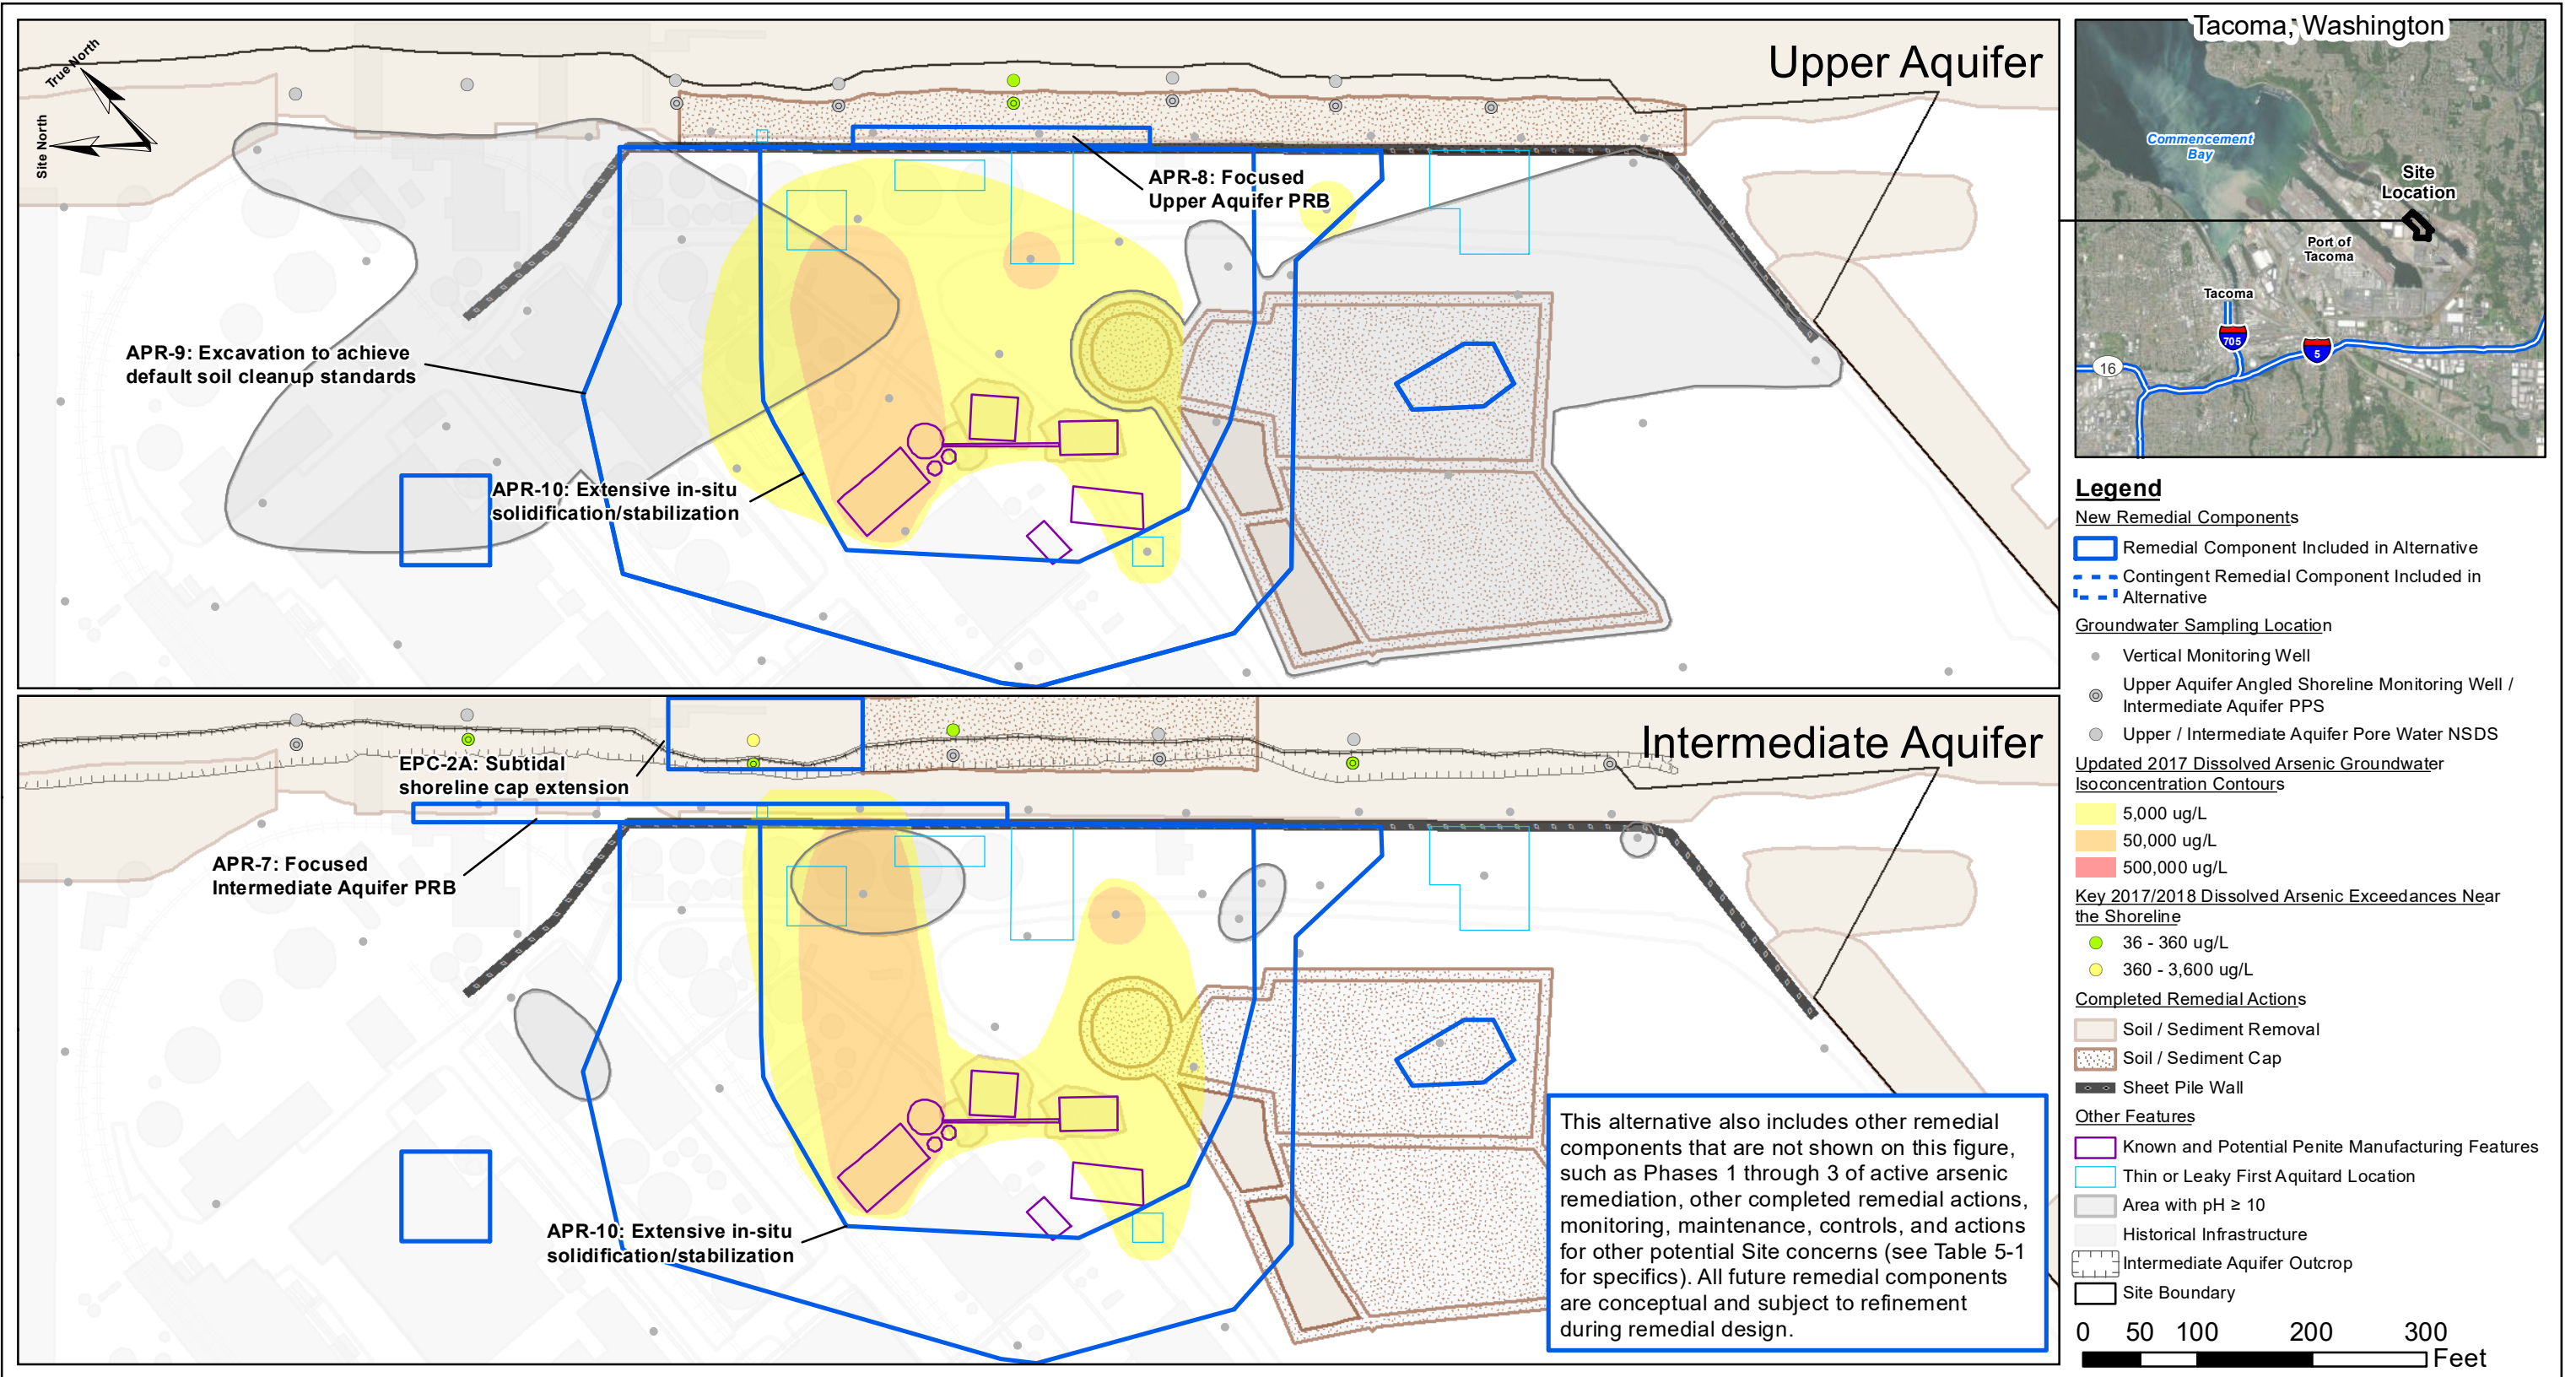 True North
Site North
Upper Aquifer
APR-8: Focused
Upper Aquifer PRB
APR-9: Excavation to achieve
default soil cleanup standards
APR-10: Extensive in-situ
solidification/stabilization
Intermediate Aquifer
EPC-2A: Subtidal
shoreline cap extension
APR-7: Focused
Intermediate Aquifer PRB
APR-10: Extensive in-situ
solidification/stabilization
This alternative also includes other remedial
components that are not shown on this figure,
such as Phases 1 through 3 of active arsenic
remediation, other completed remedial actions,
monitoring, maintenance, controls, and actions
for other potential Site concerns (see Table 5-1
for specifics). All future remedial components
are conceptual and subject to refinement
during remedial design.
Tacoma, Washington
Commencement
Bay
Site
Location
Port of
Tacoma
Tacoma
705
5
16
Legend
New Remedial Components
Remedial Component Included in Alternative
Contingent Remedial Component Included in
Alternative
Groundwater Sampling Location
Vertical Monitoring Well
Upper Aquifer Angled Shoreline Monitoring Well /
Intermediate Aquifer PPS
Upper / Intermediate Aquifer Pore Water NSDS
Updated 2017 Dissolved Arsenic Groundwater
Isoconcentration Contours
5,000 ug/L
50,000 ug/L
500,000 ug/L
Key 2017/2018 Dissolved Arsenic Exceedances Near
the Shoreline
36 - 360 ug/L
360 - 3,600 ug/L
Completed Remedial Actions
Soil / Sediment Removal
Soil / Sediment Cap
Sheet Pile Wall
Other Features
Known and Potential Penite Manufacturing Features
Thin or Leaky First Aquitard Location
Area with pH ≥ 10
Historical Infrastructure
Intermediate Aquifer Outcrop
Site Boundary
0 50 100 200 300
Feet